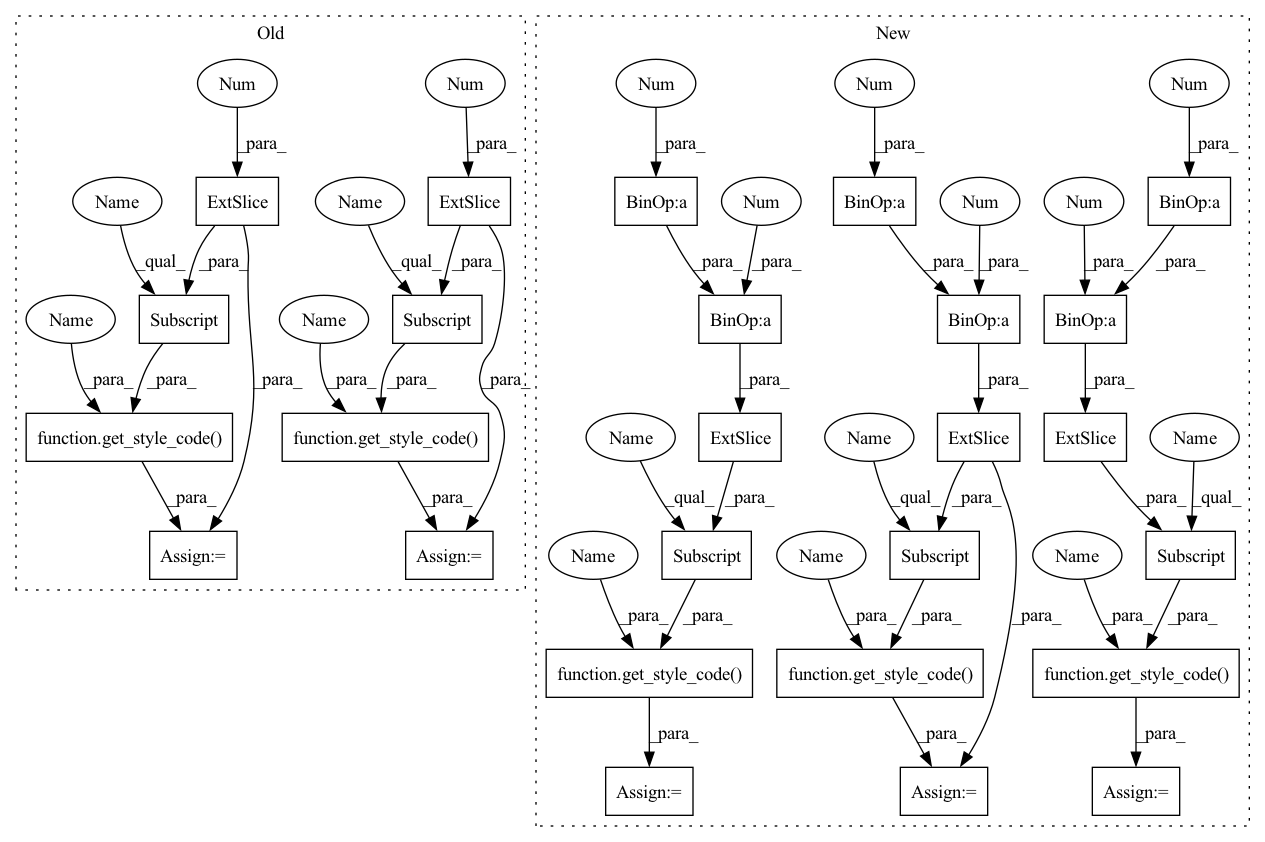 Old New
Num Num Num Num Num
_para_ _para_ _para_ _para_ _para_
Name ExtSlice Name ExtSlice BinOp:a Num BinOp:a Num Num BinOp:a
_qual_ _para_ _qual_ _para_ _para_ _para_ _para_ _para_ _para_ _para_
Name Subscript Name Subscript BinOp:a BinOp:a BinOp:a
_para_ _para_ _para_ _para_ _para_ _para_ _para_ _para_ _para_
function.get_style_code() function.get_style_code() Name ExtSlice Name ExtSlice ExtSlice Name
_para_ _para_ _qual_ _para_ _qual_ _para_ _para_ _qual_
Assign:= Assign:= Name Subscript Name Subscript Name Subscript
_para_ _para_ _para_ _para_ _para_ _para_ _para_
function.get_style_code() function.get_style_code() function.get_style_code()
_para_ _para_ _para_
Assign:= Assign:= Assign:=